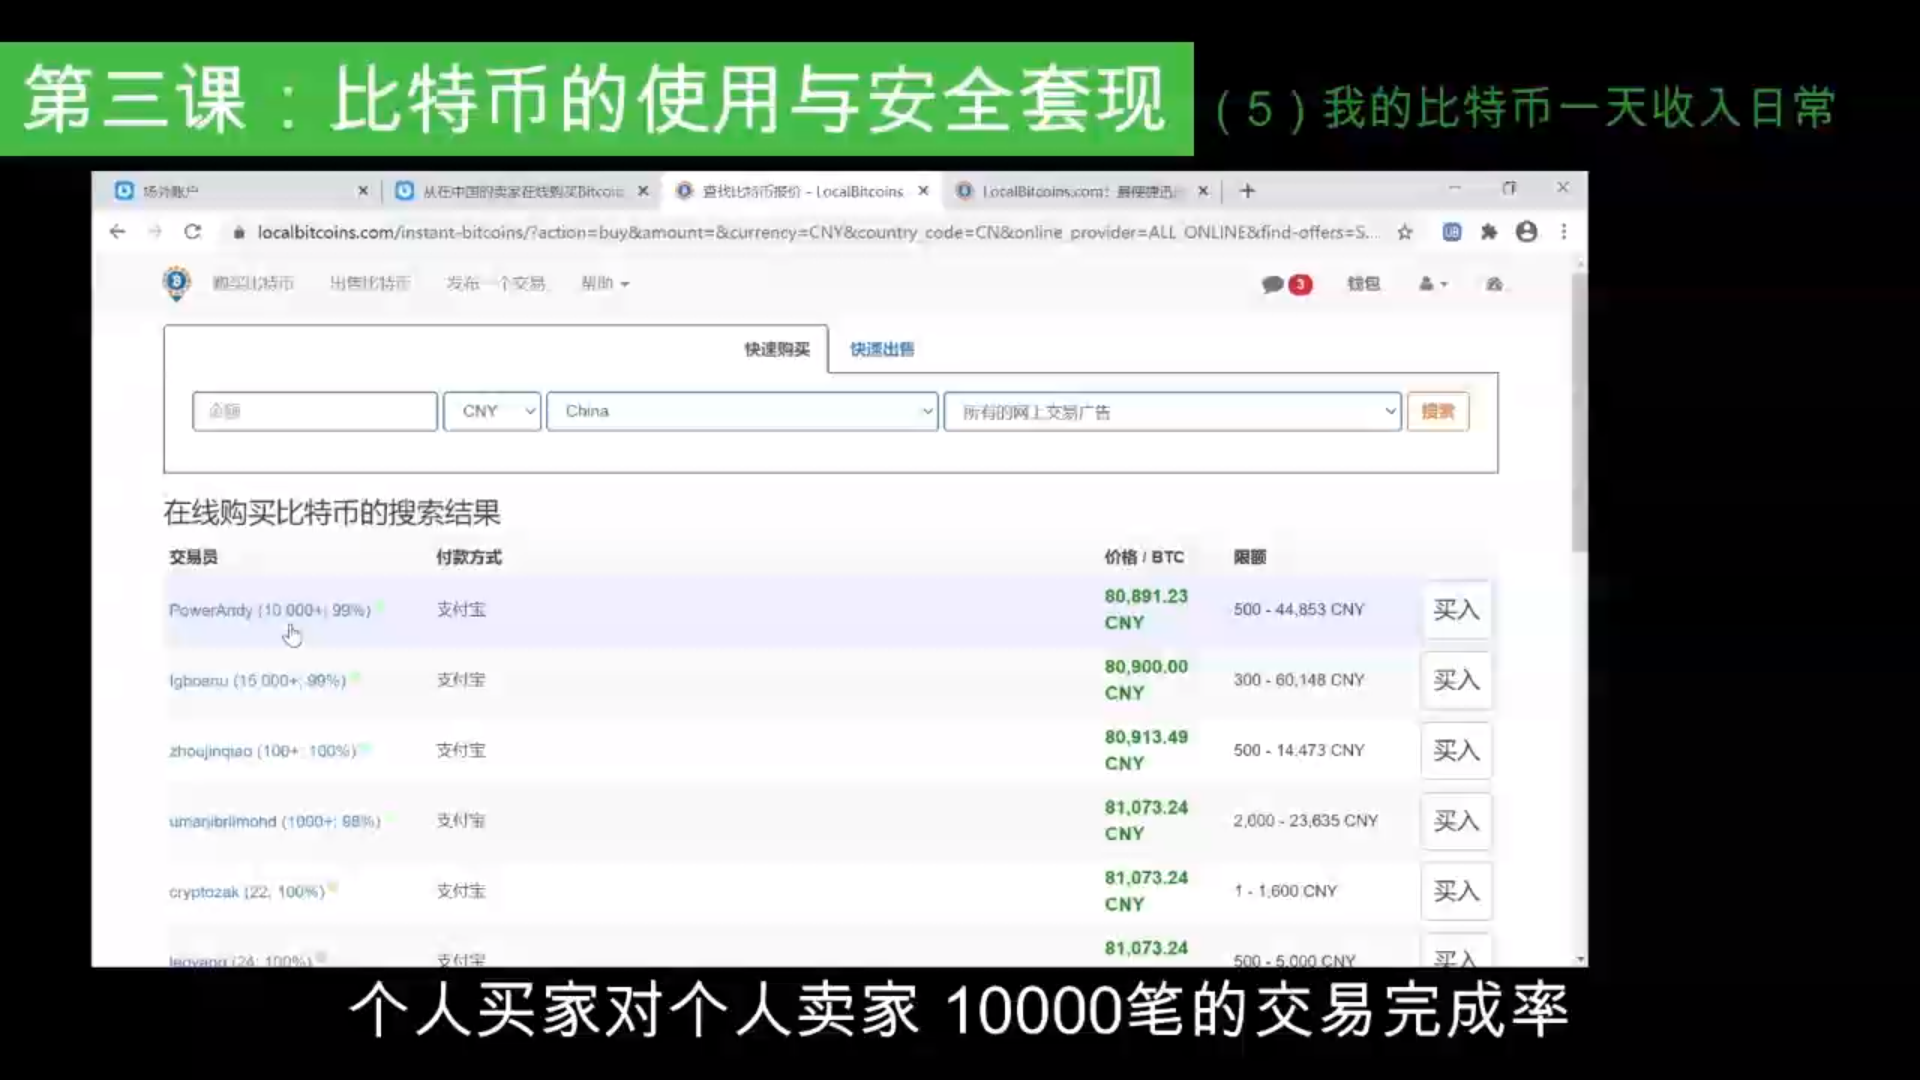 第三课：比特币的使用与安全套现
（5）我的比特币一天收入日常
场外账户
从在中国的卖家在线购买Bitcoin
查找比特币报价 - LocalBitcoins
LocalBitcoins.com：最便捷迅
localbitcoins.com/instant-bitcoins/?action=buy&amount=&currency=CNY&country_code=CN&online_provider=ALL_ONLINE&find-offers=S...
购买比特币 出售比特币 发布一个交易 帮助 3 钱包
快速购买 快速出售
金额 CNY China 所有的网上交易广告 搜索
在线购买比特币的搜索结果
交易员 付款方式 价格 / BTC 限额
PowerAndy (10 000+; 99%) 支付宝 80,891.23 CNY 500 - 44,853 CNY 买入
Igboanu (15 000+; 99%) 支付宝 80,900.00 CNY 300 - 60,148 CNY 买入
zhoujinqiao (100+; 100%) 支付宝 80,913.49 CNY 500 - 14,473 CNY 买入
umanibriimohd (1000+; 98%) 支付宝 81,073.24 CNY 2,000 - 23,635 CNY 买入
cryptozak (22; 100%) 支付宝 81,073.24 CNY 1 - 1,600 CNY 买入
leoyang (24; 100%) 支付宝 81,073.24 500 - 5,000 CNY 买入
个人买家对个人卖家 10000笔的交易完成率